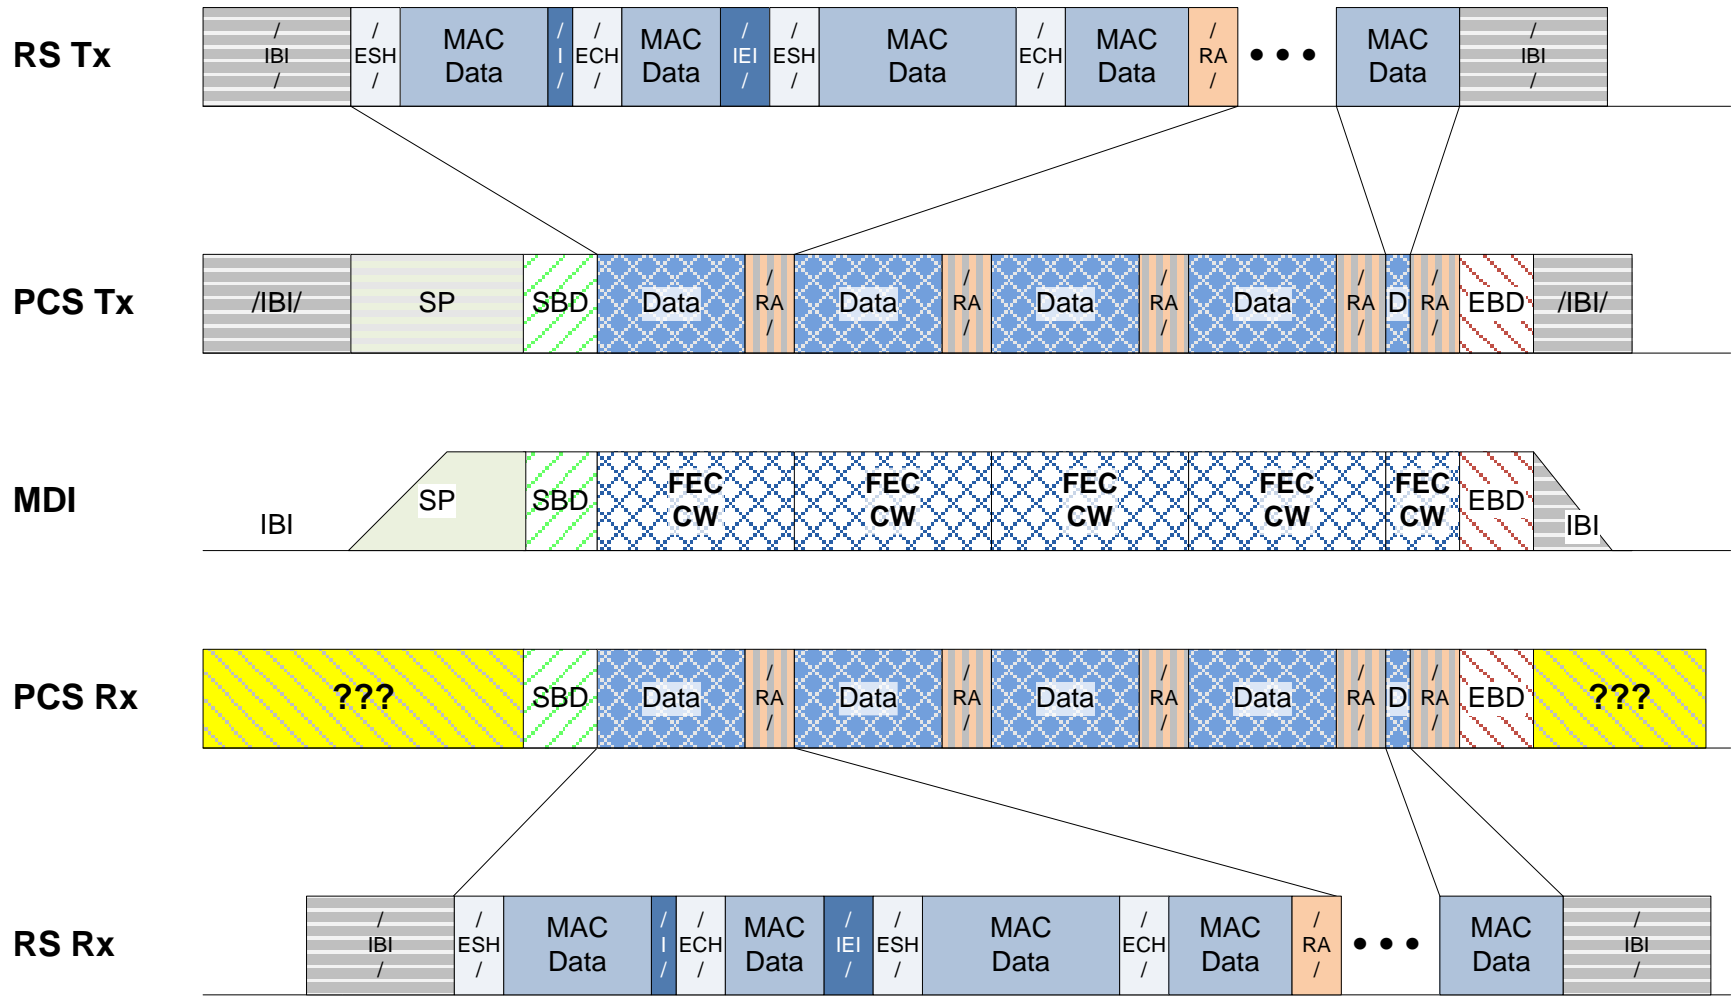 RS Tx
/ IBI /
/ ESH /
MAC Data
/ I /
/ ECH /
MAC Data
/ IEI /
/ ESH /
MAC Data
/ ECH /
MAC Data
/ RA /
• • •
MAC Data
/ IBI /
PCS Tx
/IBI/
SP
SBD
Data
/ RA /
Data
/ RA /
Data
/ RA /
Data
/ RA /
D
/ RA /
EBD
/IBI/
MDI
IBI
SP
SBD
FEC CW
FEC CW
FEC CW
FEC CW
FEC CW
EBD
IBI
PCS Rx
???
SBD
Data
/ RA /
Data
/ RA /
Data
/ RA /
Data
/ RA /
D
/ RA /
EBD
???
RS Rx
/ IBI /
/ ESH /
MAC Data
/ I /
/ ECH /
MAC Data
/ IEI /
/ ESH /
MAC Data
/ ECH /
MAC Data
/ RA /
• • •
MAC Data
/ IBI /